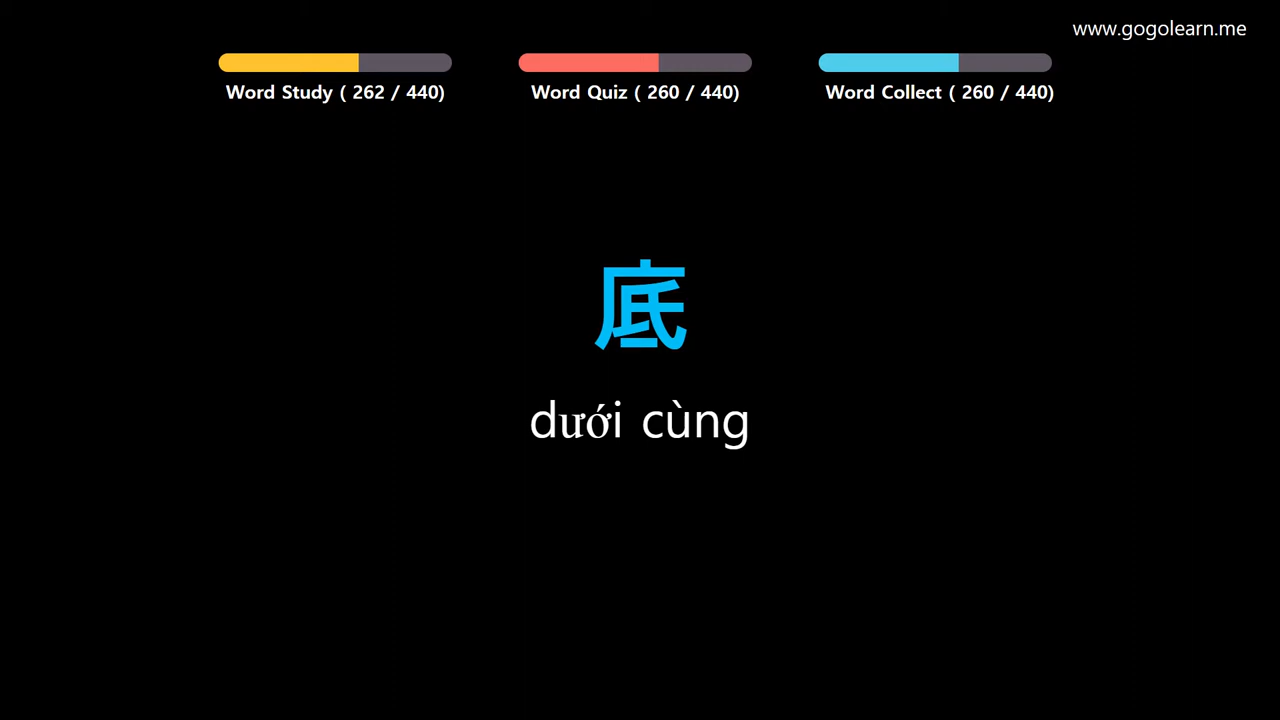 www.gogolearn.me
Word Study ( 262 / 440)
Word Quiz ( 260 / 440)
Word Collect ( 260 / 440)
底
dưới cùng